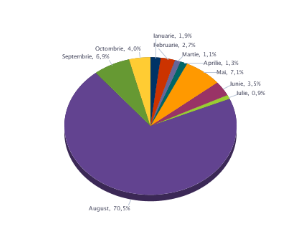 Ianuarie, 1,9%
Februarie, 2,7%
Martie, 1,1%
Aprilie, 1,3%
Mai, 7,1%
Iunie, 3,5%
Iulie, 0,9%
August, 70,5%
Septembrie, 6,9%
Octombrie, 4,0%